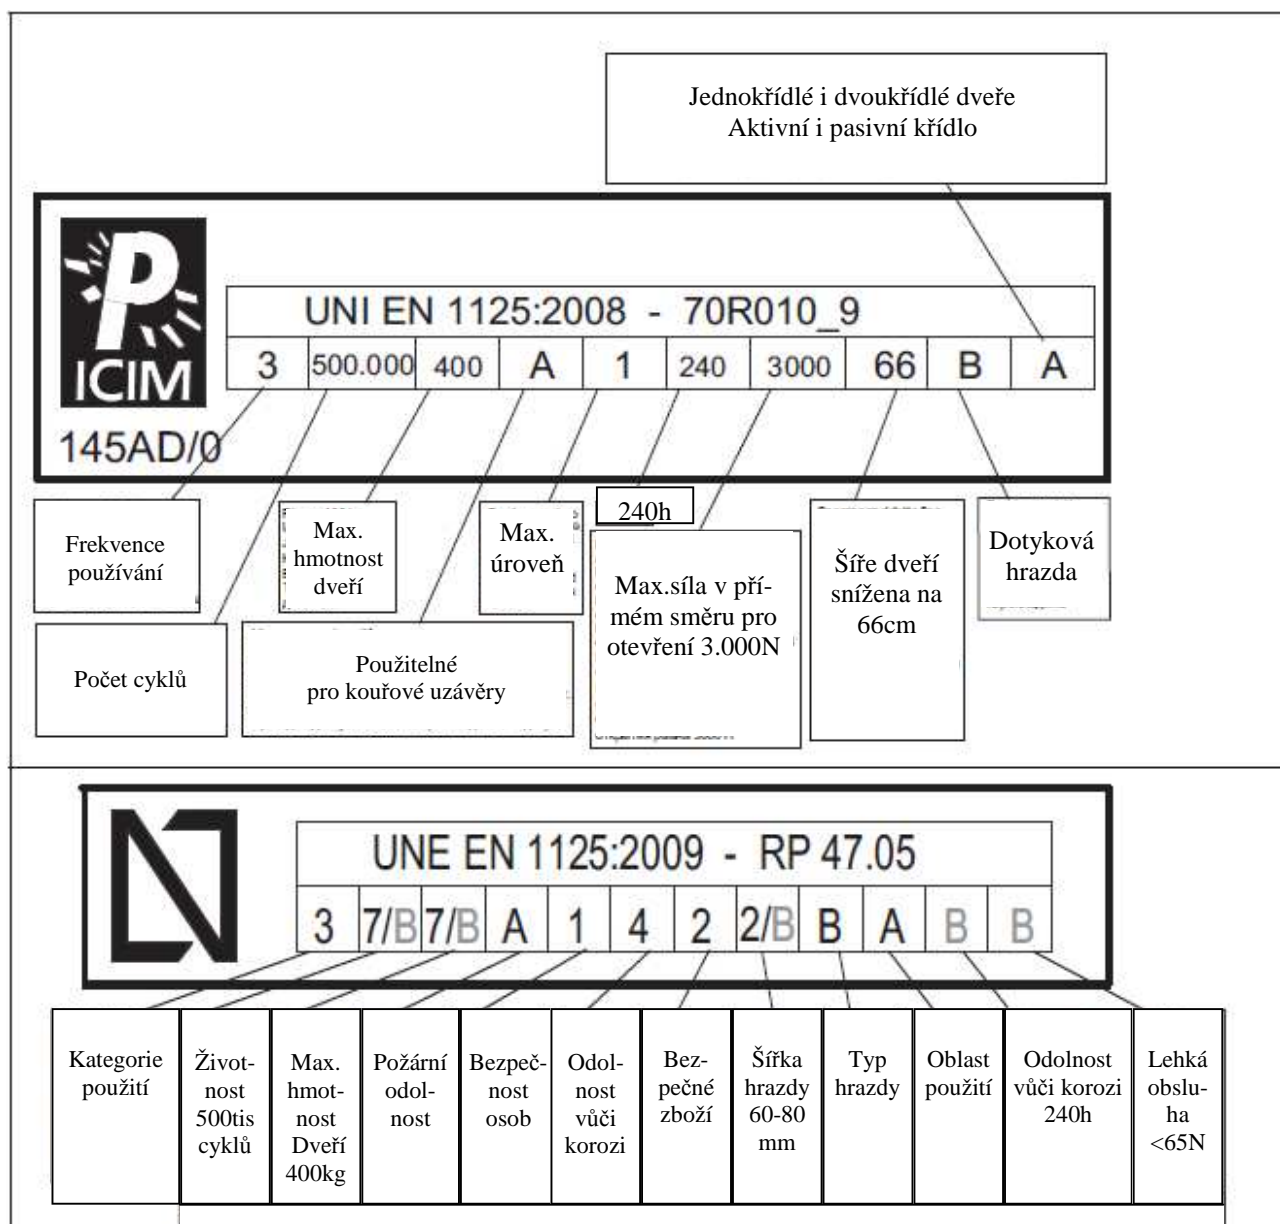 Jednokřídlé i dvoukřídlé dveře
Aktivní i pasivní křídlo
P
ICIM
145AD/0
UNI EN 1125:2008 - 70R010_9
3 500.000 400 A 1 240 3000 66 B A
Frekvence
používání
Počet cyklů
Max.
hmotnost
dveří
Použitelné
pro kouřové uzávěry
Max.
úroveň
240h
Max.síla v pří-
mém směru pro
otevření 3.000N
Šíře dveří
snížena na
66cm
Dotyková
hrazda
UNE EN 1125:2009 - RP 47.05
3 7/B 7/B A 1 4 2 2/B B A B B
Kategorie
použití
Život-
nost
500tis
cyklů
Max.
hmot-
nost
Dveří
400kg
Požární
odol-
nost
Bezpeč-
nost
osob
Odol-
nost
vůči
korozi
Bez-
pečné
zboží
Šířka
hrazdy
60-80
mm
Typ
hrazdy
Oblast
použití
Odolnost
vůči korozi
240h
Lehká
obslu-
ha
<65N